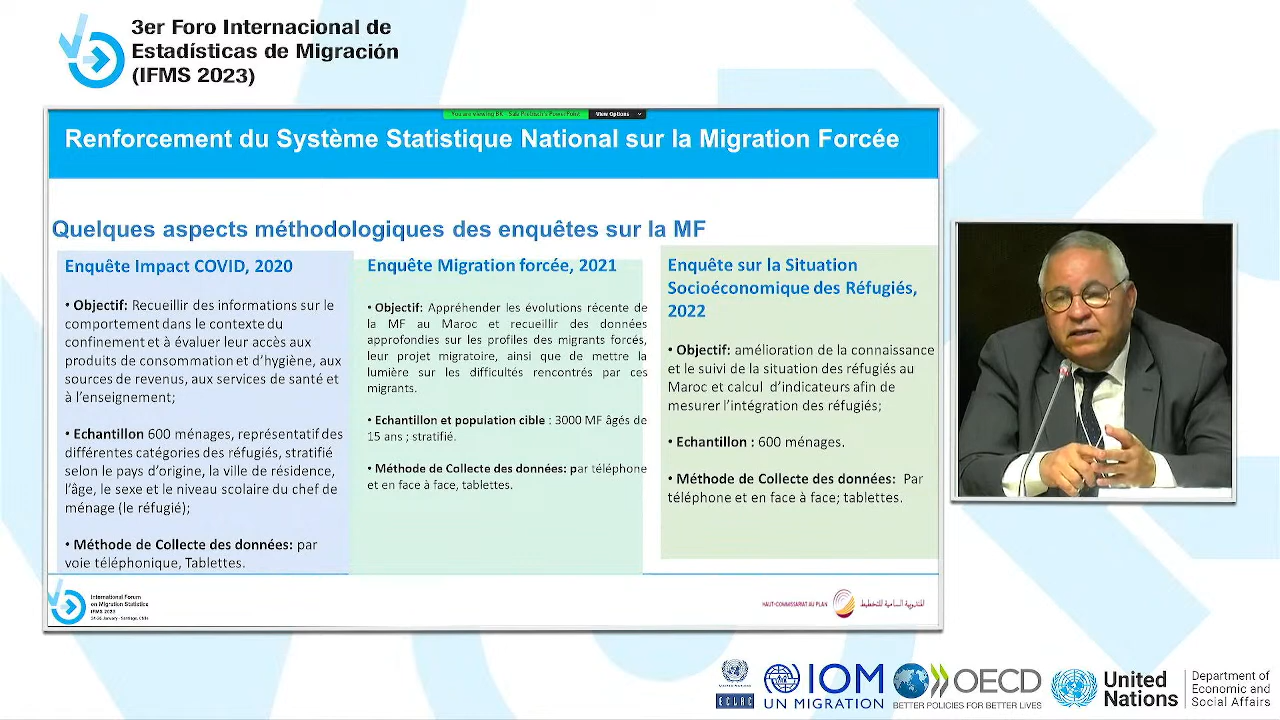 3er Foro Internacional de
Estadísticas de Migración
(IFMS 2023)
You are viewing BK - Sala Prebisch's PowerPoint
View Options
Renforcement du Système Statistique National sur la Migration Forcée
Quelques aspects méthodologiques des enquêtes sur la MF
Enquête Impact COVID, 2020
• Objectif: Recueillir des informations sur le
comportement dans le contexte du
confinement et à évaluer leur accès aux
produits de consommation et d'hygiène, aux
sources de revenus, aux services de santé et
à l'enseignement;
• Echantillon 600 ménages, représentatif des
différentes catégories des réfugiés, stratifié
selon le pays d'origine, la ville de résidence,
l'âge, le sexe et le niveau scolaire du chef de
ménage (le réfugié);
• Méthode de Collecte des données: par
voie téléphonique, Tablettes.
Enquête Migration forcée, 2021
• Objectif: Appréhender les évolutions récente de
la MF au Maroc et recueillir des données
approfondies sur les profiles des migrants forcés,
leur projet migratoire, ainsi que de mettre la
lumière sur les difficultés rencontrés par ces
migrants.
• Echantillon et population cible : 3000 MF âgés de
15 ans ; stratifié.
• Méthode de Collecte des données: par téléphone
et en face à face, tablettes.
Enquête sur la Situation
Socioéconomique des Réfugiés,
2022
• Objectif: amélioration de la connaissance
et le suivi de la situation des réfugiés au
Maroc et calcul d'indicateurs afin de
mesurer l'intégration des réfugiés;
• Echantillon : 600 ménages.
• Méthode de Collecte des données: Par
téléphone et en face à face; tablettes.
International Forum
on Migration Statistics
IFMS 2023
24-26 January - Santiago, Chile
HAUT-COMMISSARIAT AU PLAN
المندوبية السامية للتخطيط
United Nations
ECLAC
IOM
UN MIGRATION
OECD
BETTER POLICIES FOR BETTER LIVES
United
Nations
Department of
Economic and
Social Affairs